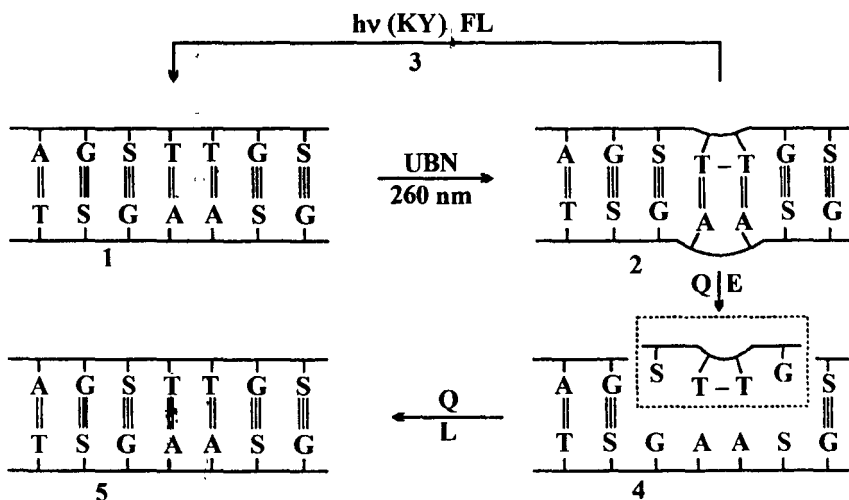 hν (KY) FL
3
A G S T T G S
T S G A A S G
1
UBN
260 nm
A G S T – T G S
T S G A A S G
2
Q E
S T – T G
A G S
T S G A A S G
4
Q
L
A G S T T G S
T S G A A S G
5